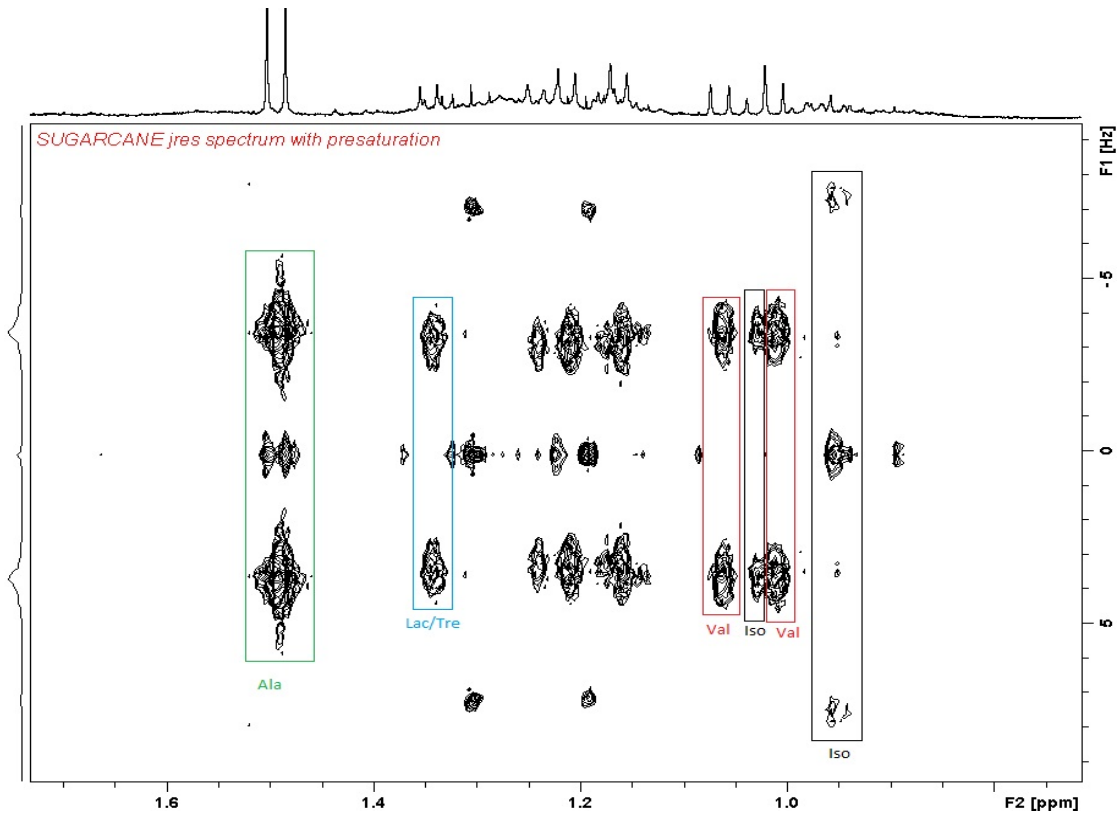 SUGARCANE jres spectrum with presaturation
F1 [Hz]
-5
0
5
Ala
Lac/Tre
Val
Iso
Val
Iso
1.6
1.4
1.2
1.0
F2 [ppm]